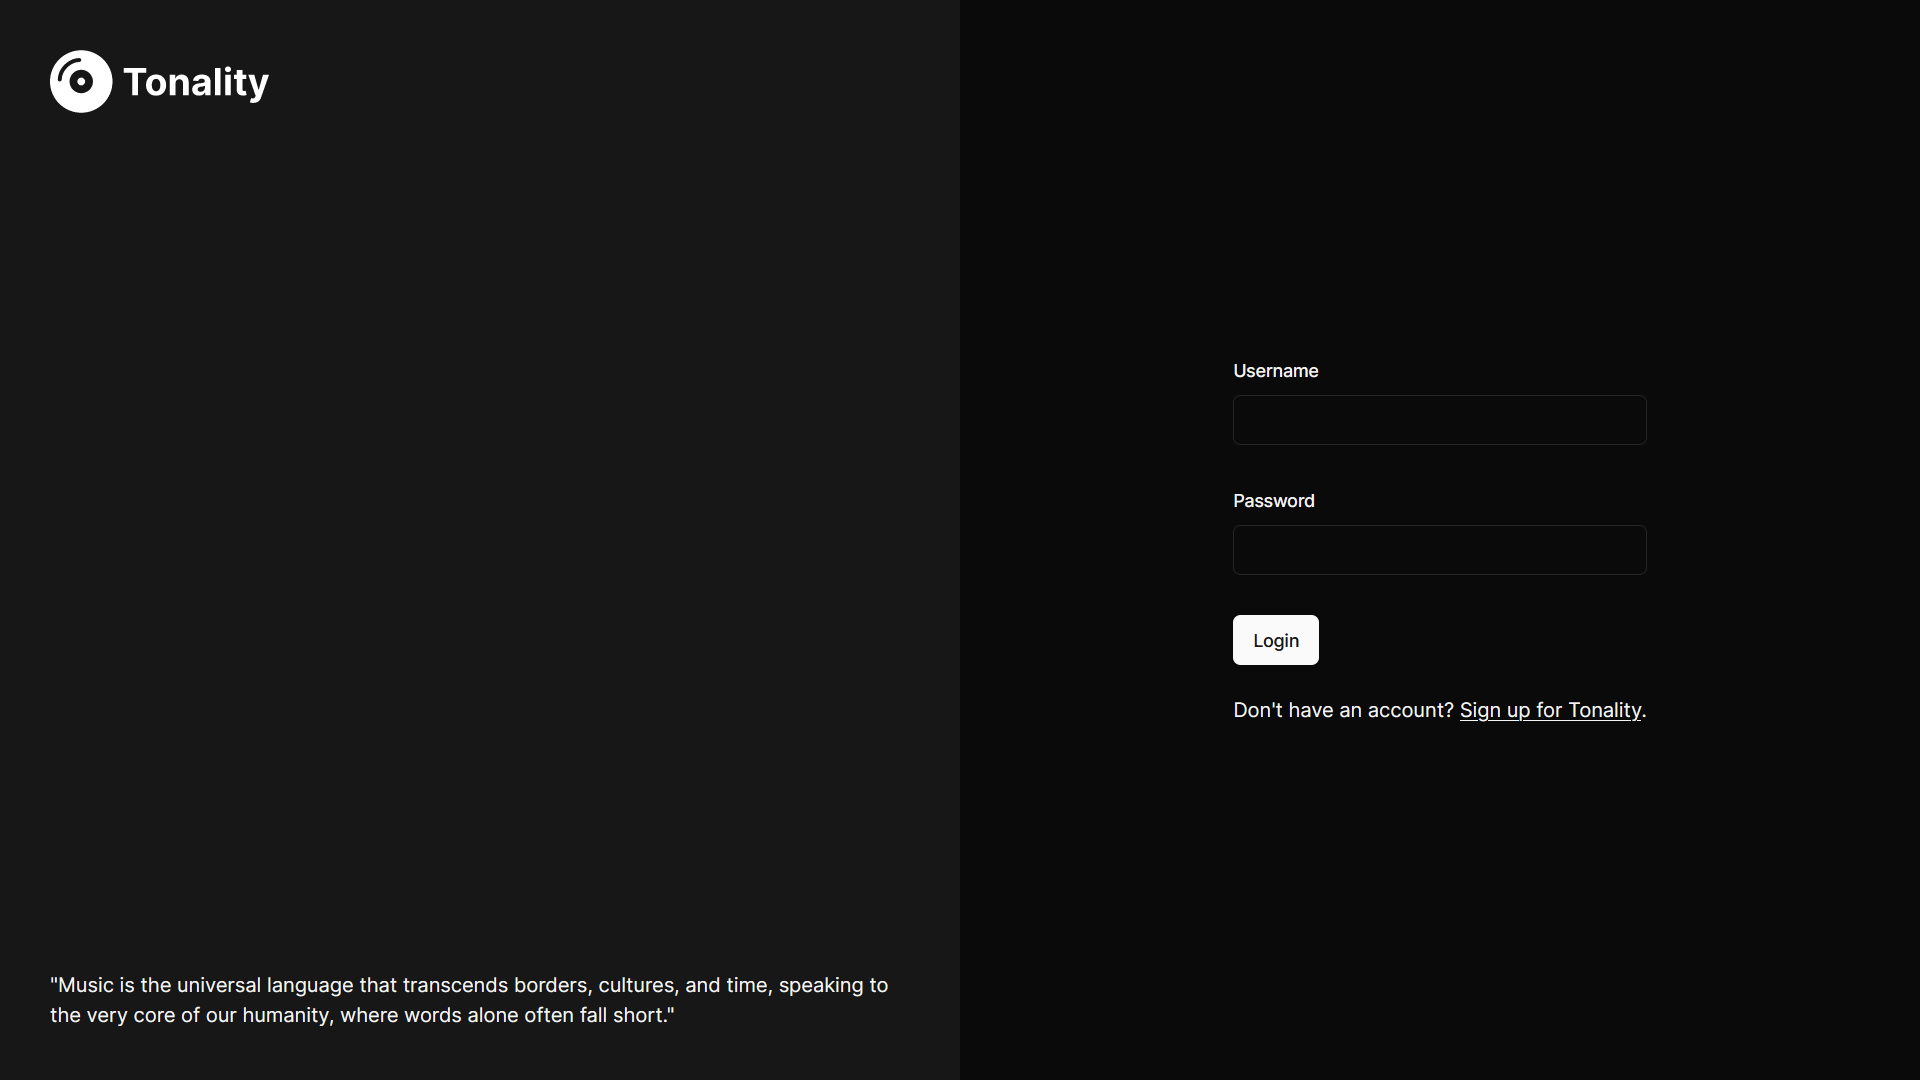 Tonality
"Music is the universal language that transcends borders, cultures, and time, speaking to
the very core of our humanity, where words alone often fall short."
Username
Password
Login
Don't have an account? Sign up for Tonality.